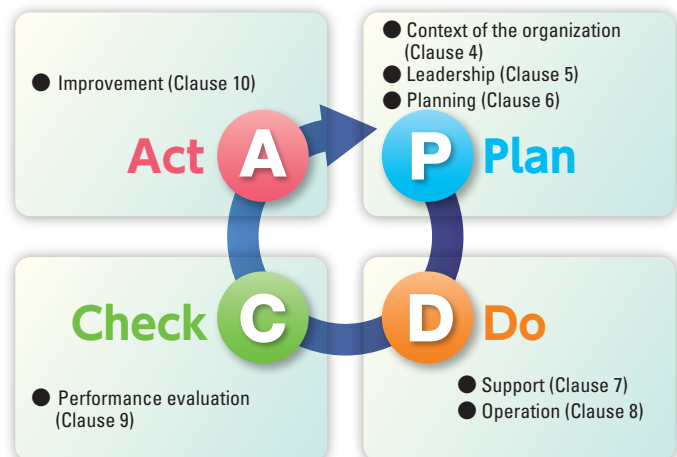 ● Improvement (Clause 10)
Act A
● Context of the organization
(Clause 4)
● Leadership (Clause 5)
● Planning (Clause 6)
P Plan
Check C
● Performance evaluation
(Clause 9)
D Do
● Support (Clause 7)
● Operation (Clause 8)